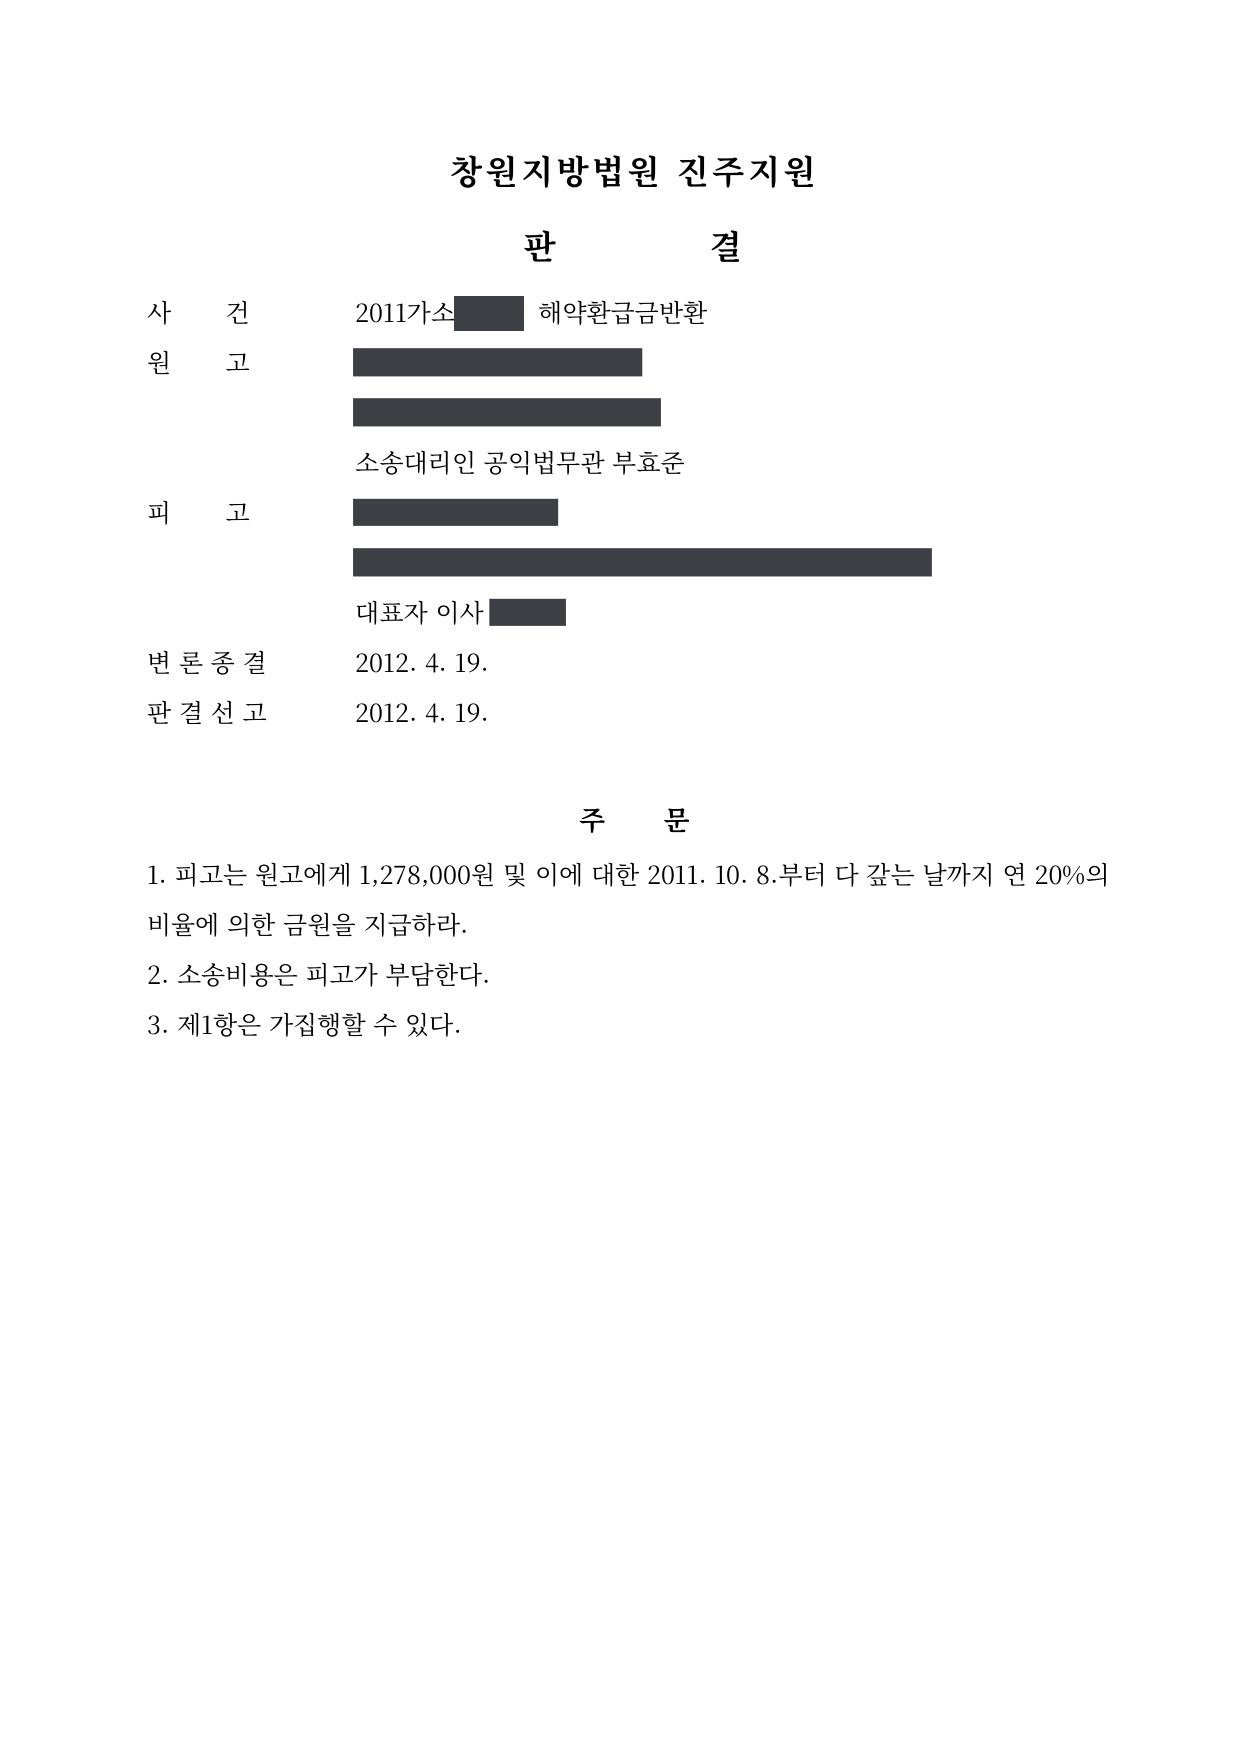 창원지방법원 진주지원
판 결
사 건 2011가소 해약환급금반환
원 고
소송대리인 공익법무관 부효준
피 고
대표자 이사
변 론 종 결 2012. 4. 19.
판 결 선 고 2012. 4. 19.
주 문
1. 피고는 원고에게 1,278,000원 및 이에 대한 2011. 10. 8.부터 다 갚는 날까지 연 20%의
비율에 의한 금원을 지급하라.
2. 소송비용은 피고가 부담한다.
3. 제1항은 가집행할 수 있다.